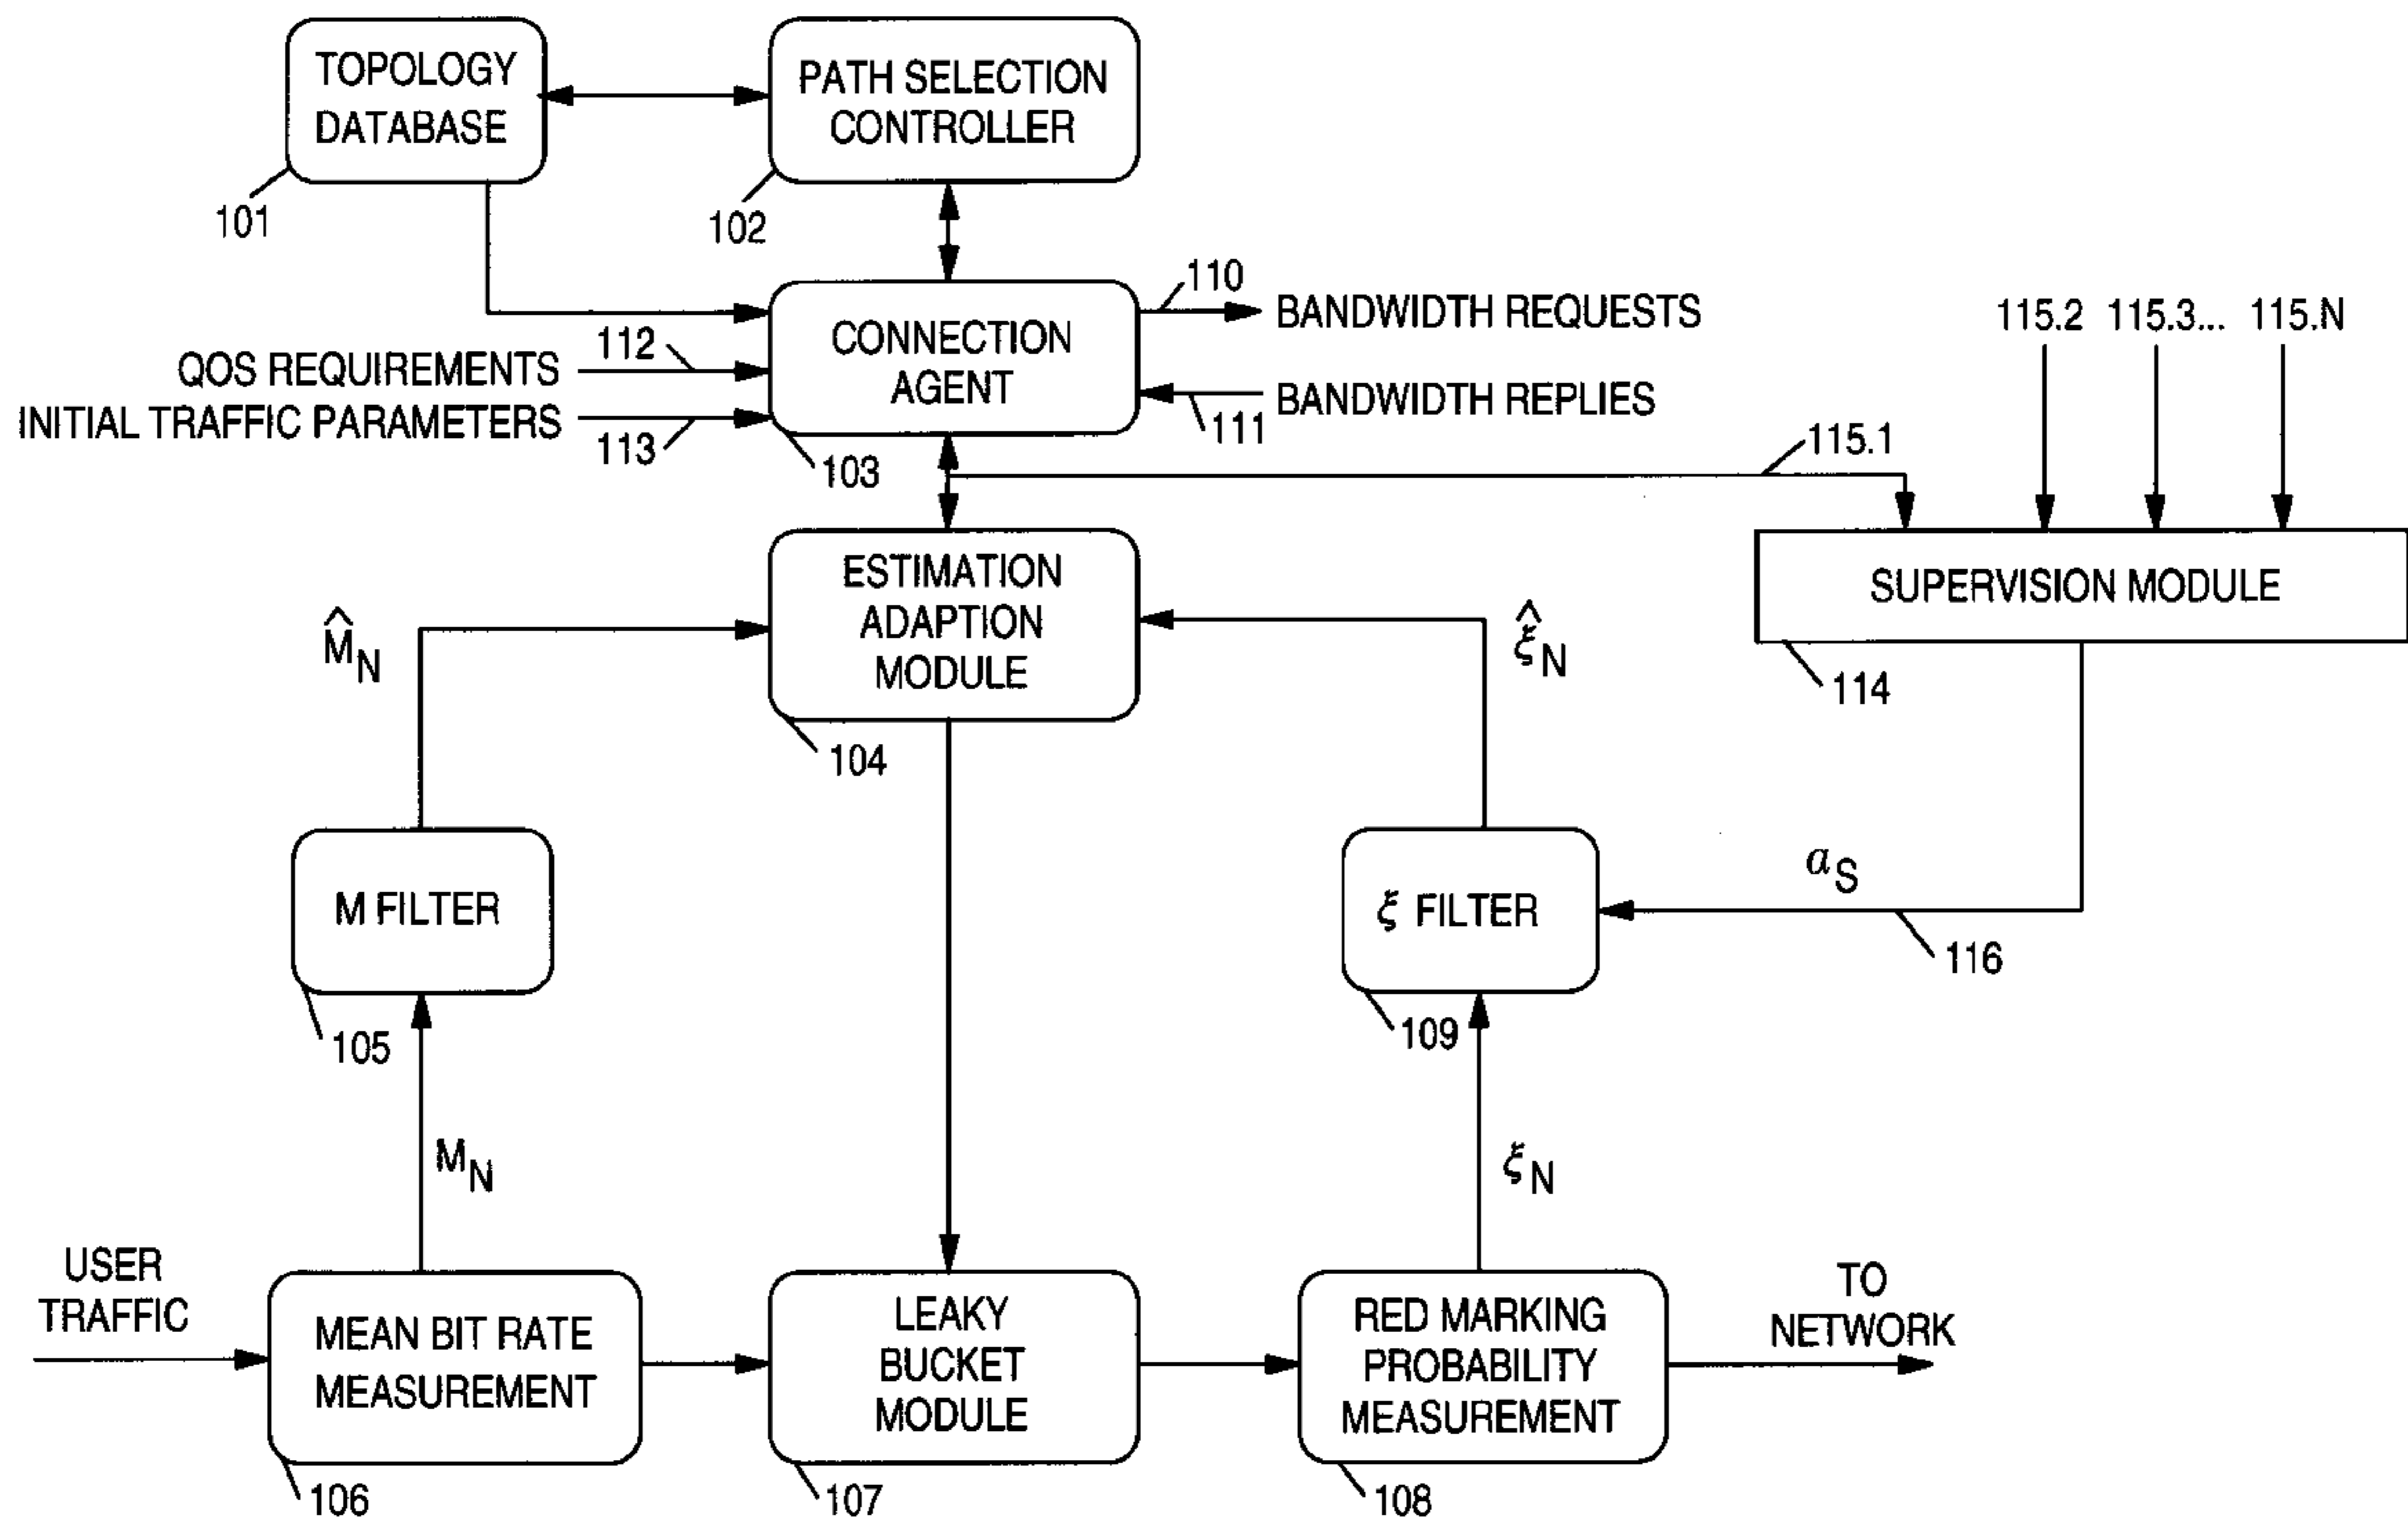 TOPOLOGY
DATABASE
101
PATH SELECTION
CONTROLLER
102
CONNECTION
AGENT
103
110
BANDWIDTH REQUESTS
BANDWIDTH REPLIES
111
QOS REQUIREMENTS
112
INITIAL TRAFFIC PARAMETERS
113
115.1
115.2 115.3... 115.N
SUPERVISION MODULE
114
ESTIMATION
ADAPTION
MODULE
104
M̂N
ξ̂N
M FILTER
105
ξ FILTER
109
αS
116
MN
ξN
USER
TRAFFIC
MEAN BIT RATE
MEASUREMENT
106
LEAKY
BUCKET
MODULE
107
RED MARKING
PROBABILITY
MEASUREMENT
108
TO
NETWORK